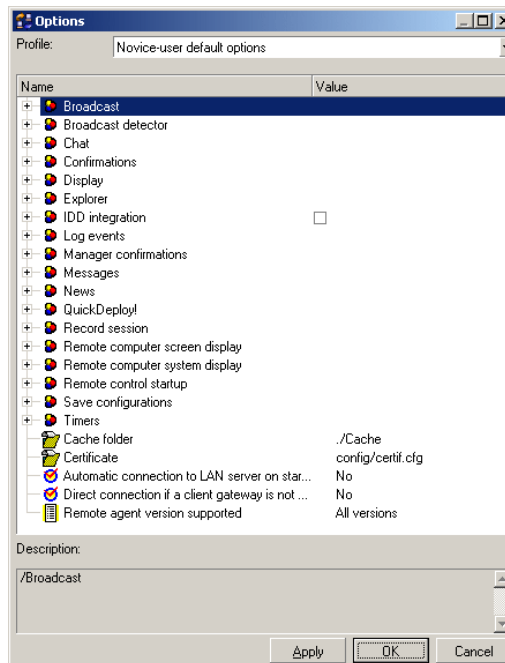 Options
Profile: Novice-user default options
Name Value
Broadcast
Broadcast detector
Chat
Confirmations
Display
Explorer
IDD integration
Log events
Manager confirmations
Messages
News
QuickDeploy!
Record session
Remote computer screen display
Remote computer system display
Remote control startup
Save configurations
Timers
Cache folder ./Cache
Certificate config/certif.cfg
Automatic connection to LAN server on star... No
Direct connection if a client gateway is not ... No
Remote agent version supported All versions
Description:
/Broadcast
Apply OK Cancel